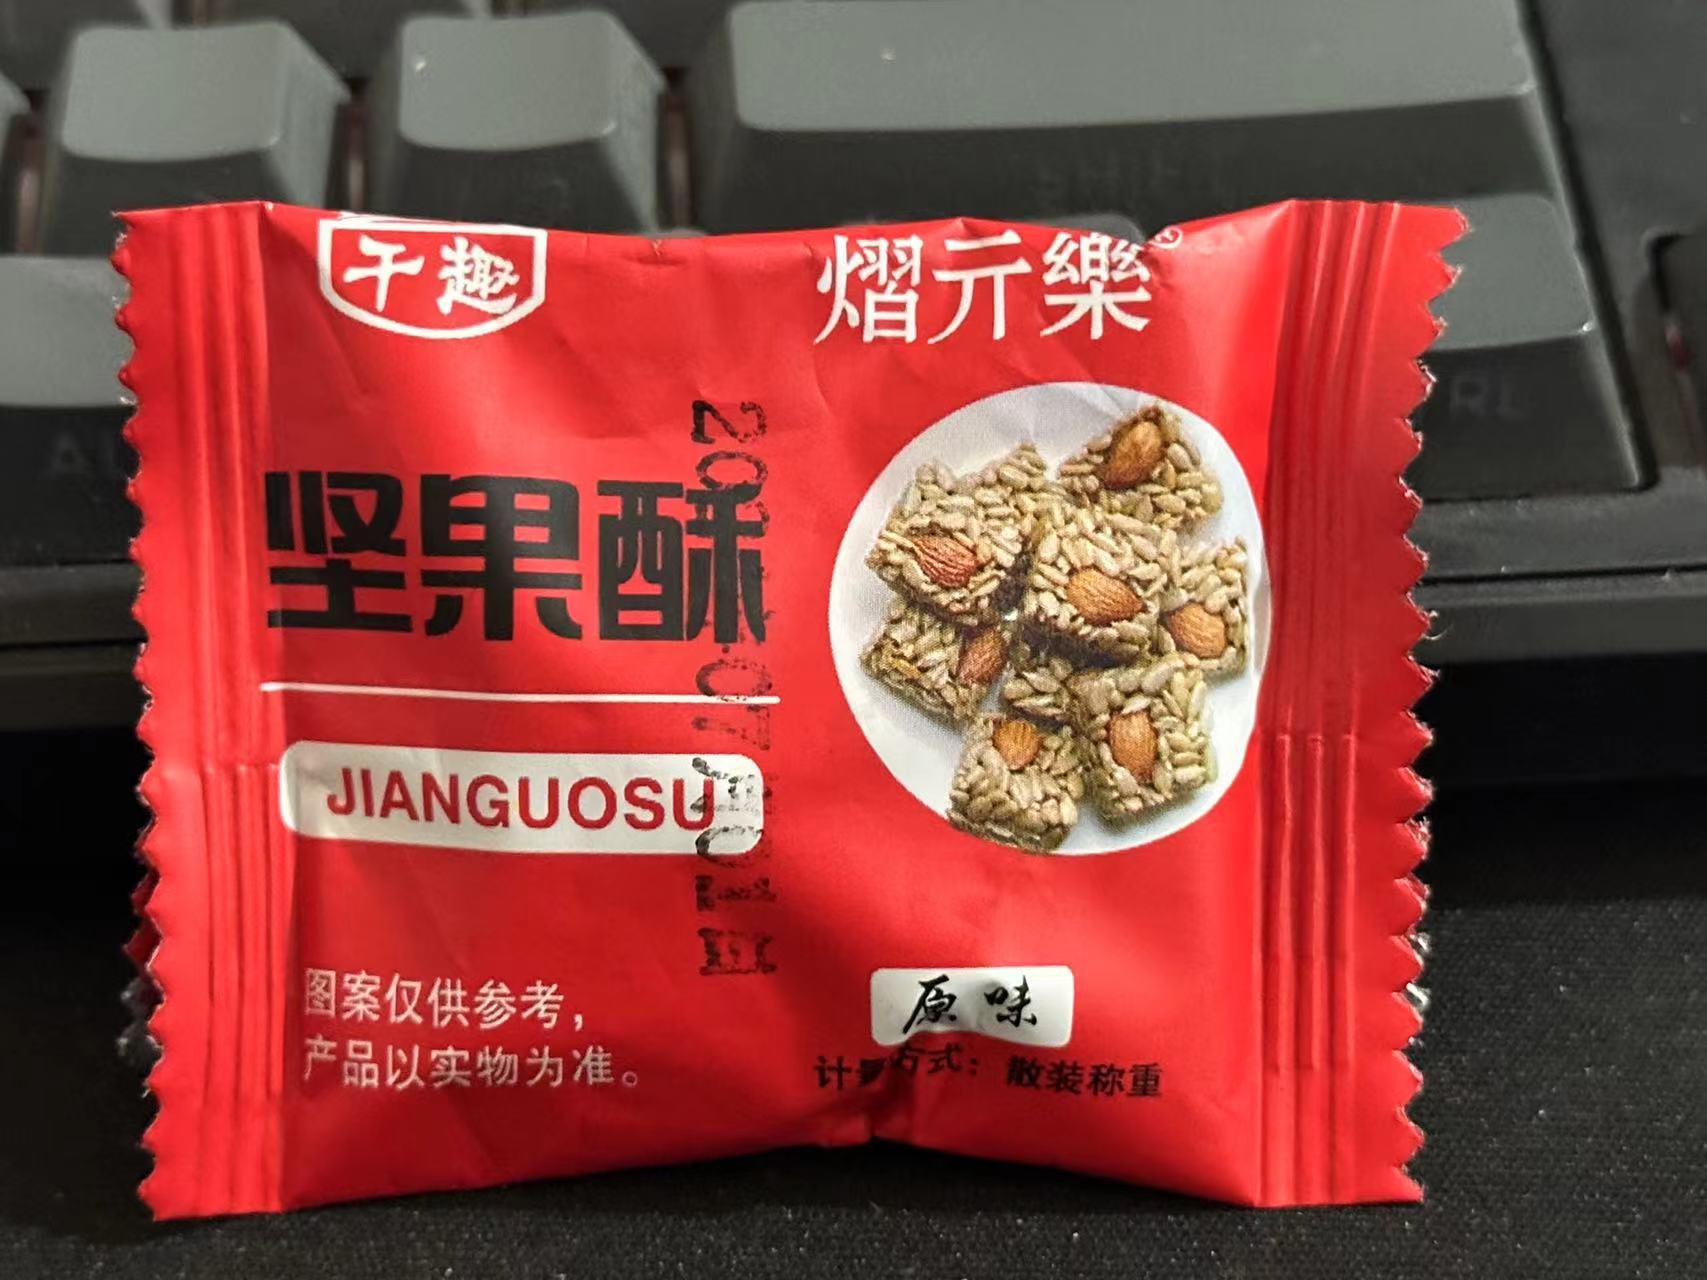 千趣
熠亓樂
坚果酥
JIANGUOSU
原味
图案仅供参考，
产品以实物为准。
计量方式：散装称重